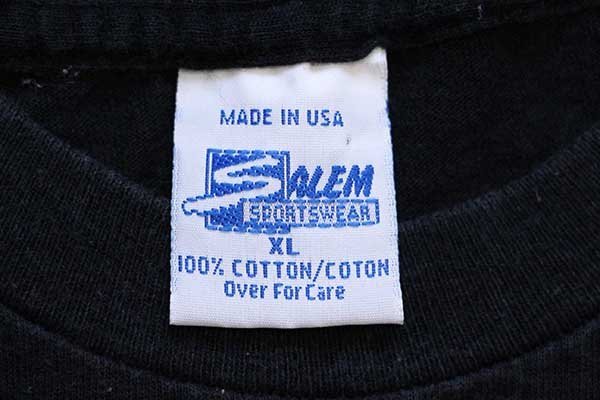 MADE IN USA
SALEM
SPORTSWEAR
XL
100% COTTON/COTON
Over For Care